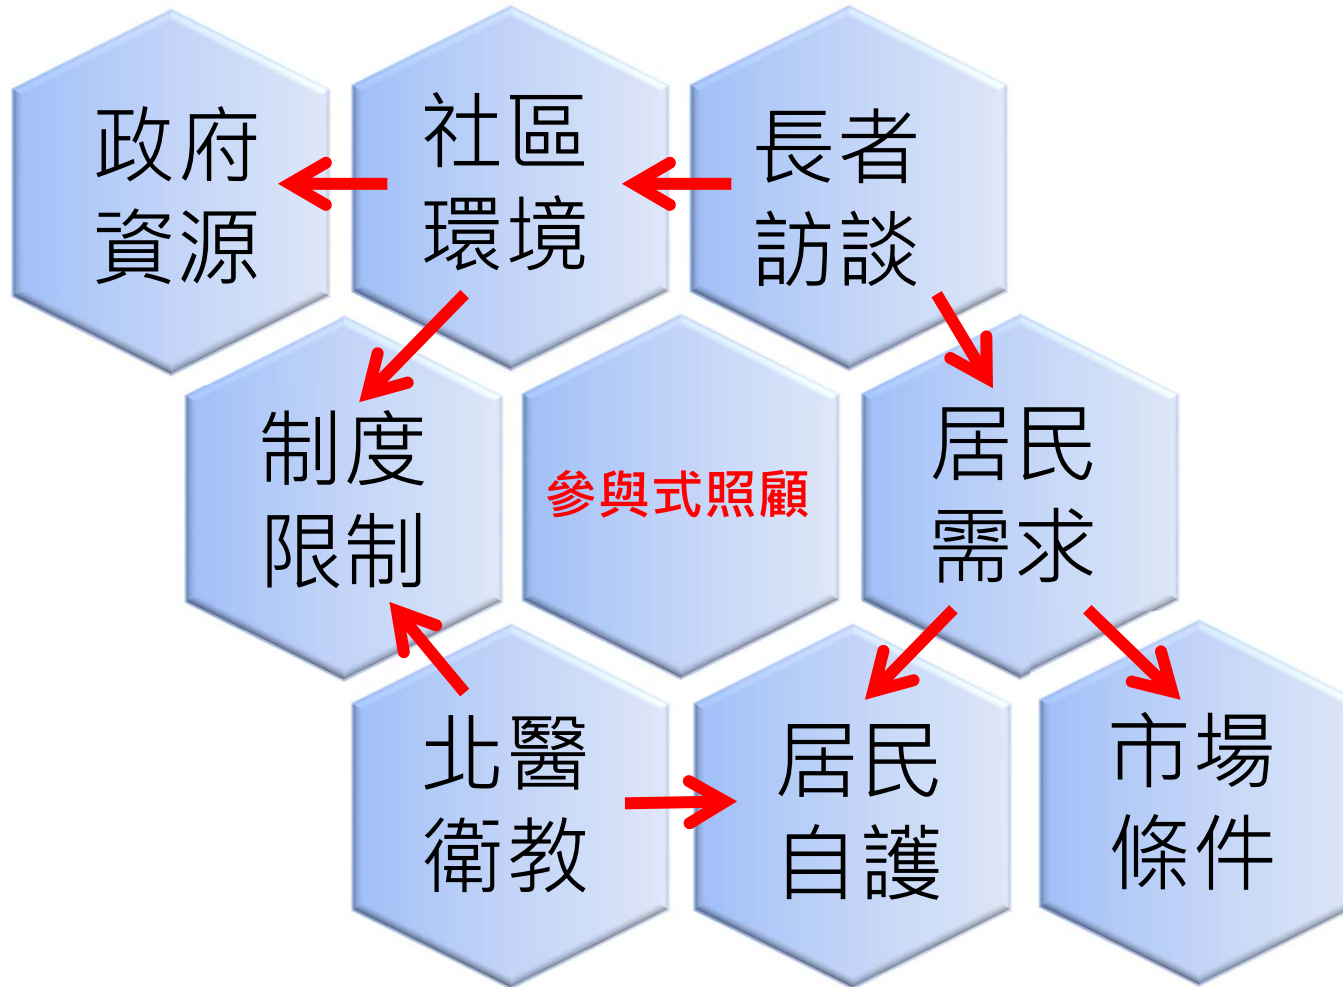 政府
資源
社區
環境
長者
訪談
制度
限制
參與式照顧
居民
需求
北醫
衛教
居民
自護
市場
條件